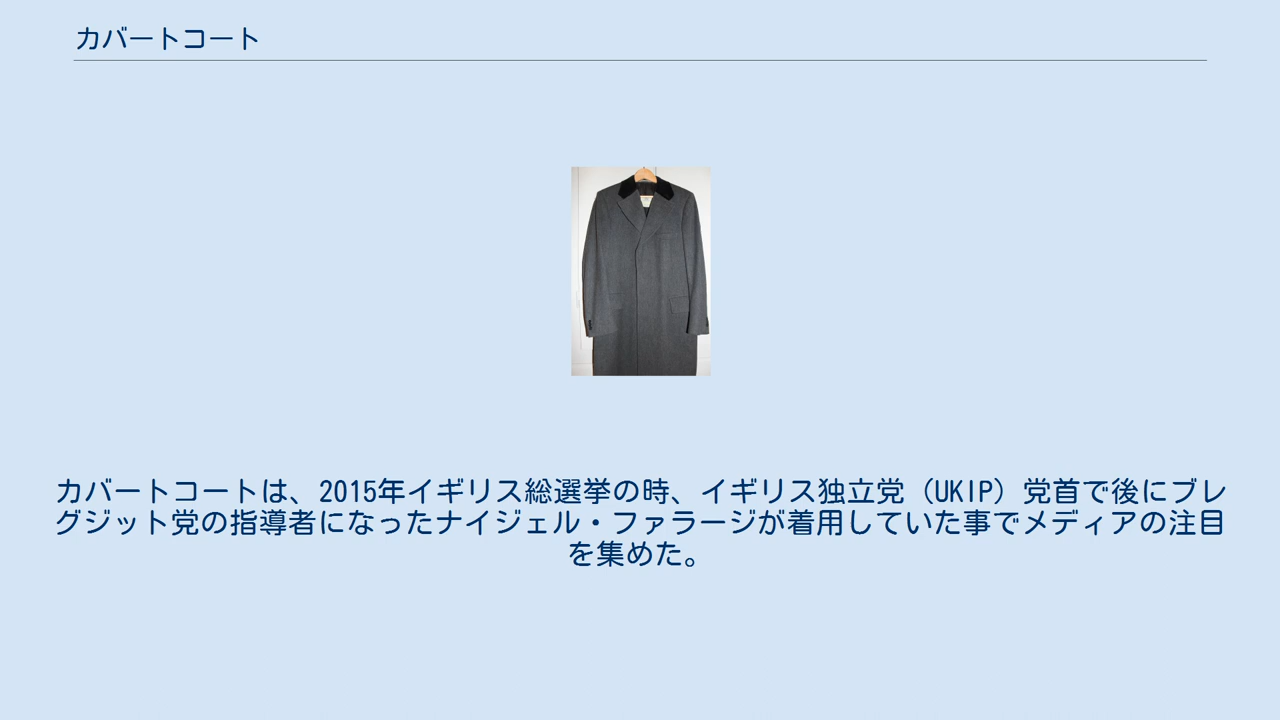 カバートコート
カバートコートは、2015年イギリス総選挙の時、イギリス独立党（UKIP）党首で後にブレ
グジット党の指導者になったナイジェル・ファラージが着用していた事でメディアの注目
を集めた。